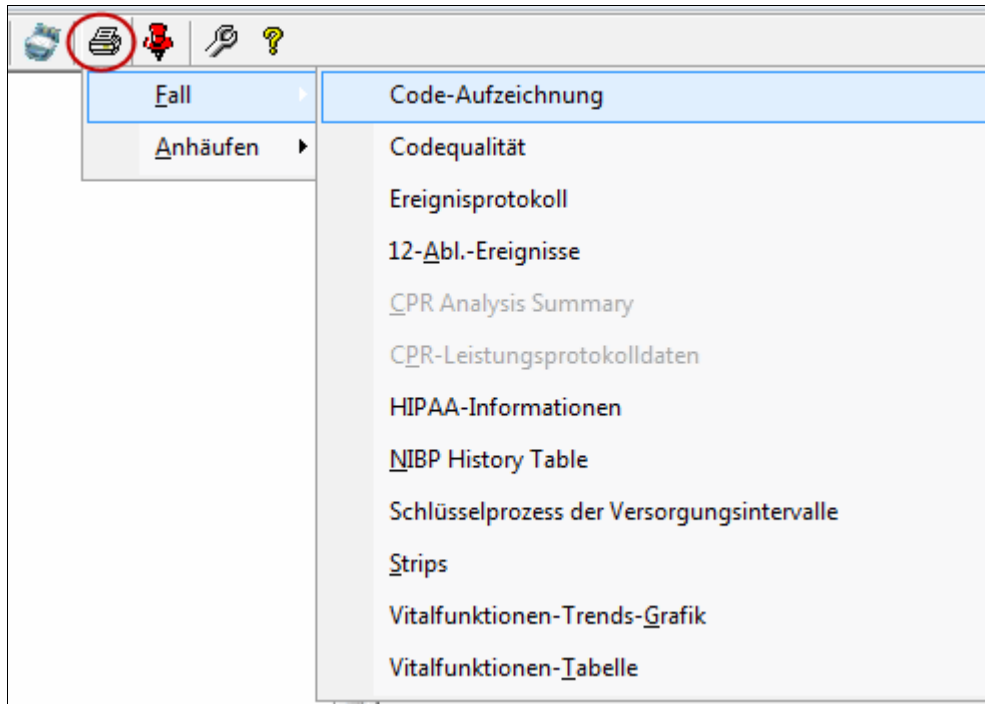 Fall
Anhäufen
Code-Aufzeichnung
Codequalität
Ereignisprotokoll
12-Abl.-Ereignisse
CPR Analysis Summary
CPR-Leistungsprotokolldaten
HIPAA-Informationen
NIBP History Table
Schlüsselprozess der Versorgungsintervalle
Strips
Vitalfunktionen-Trends-Grafik
Vitalfunktionen-Tabelle